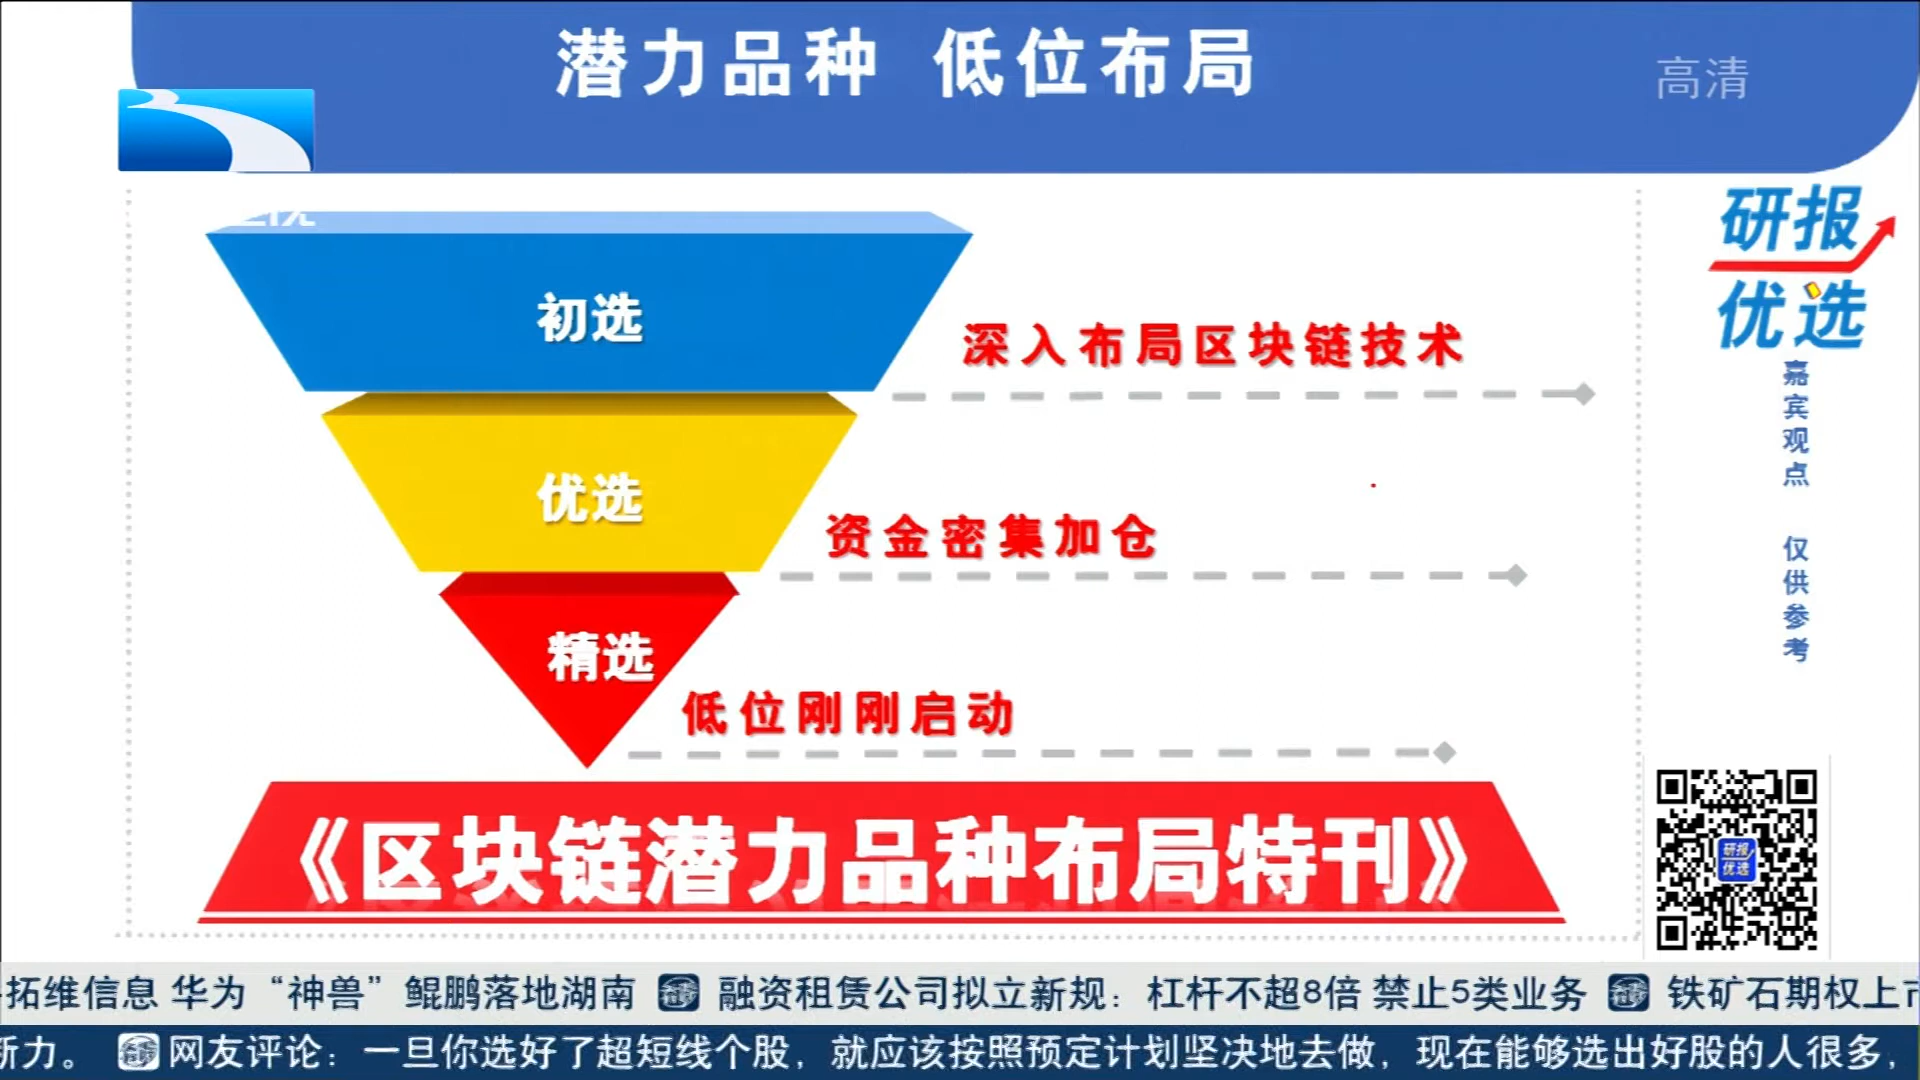 潜力品种 低位布局
高清
研报
优选
嘉宾观点 仅供参考
初选
深入布局区块链技术
优选
资金密集加仓
精选
低位刚刚启动
《区块链潜力品种布局特刊》
研报
优选
拓维信息 华为“神兽”鲲鹏落地湖南 融资租赁公司拟立新规：杠杆不超8倍 禁止5类业务 铁矿石期权上市
新力。 网友评论：一旦你选好了超短线个股，就应该按照预定计划坚决地去做，现在能够选出好股的人很多，